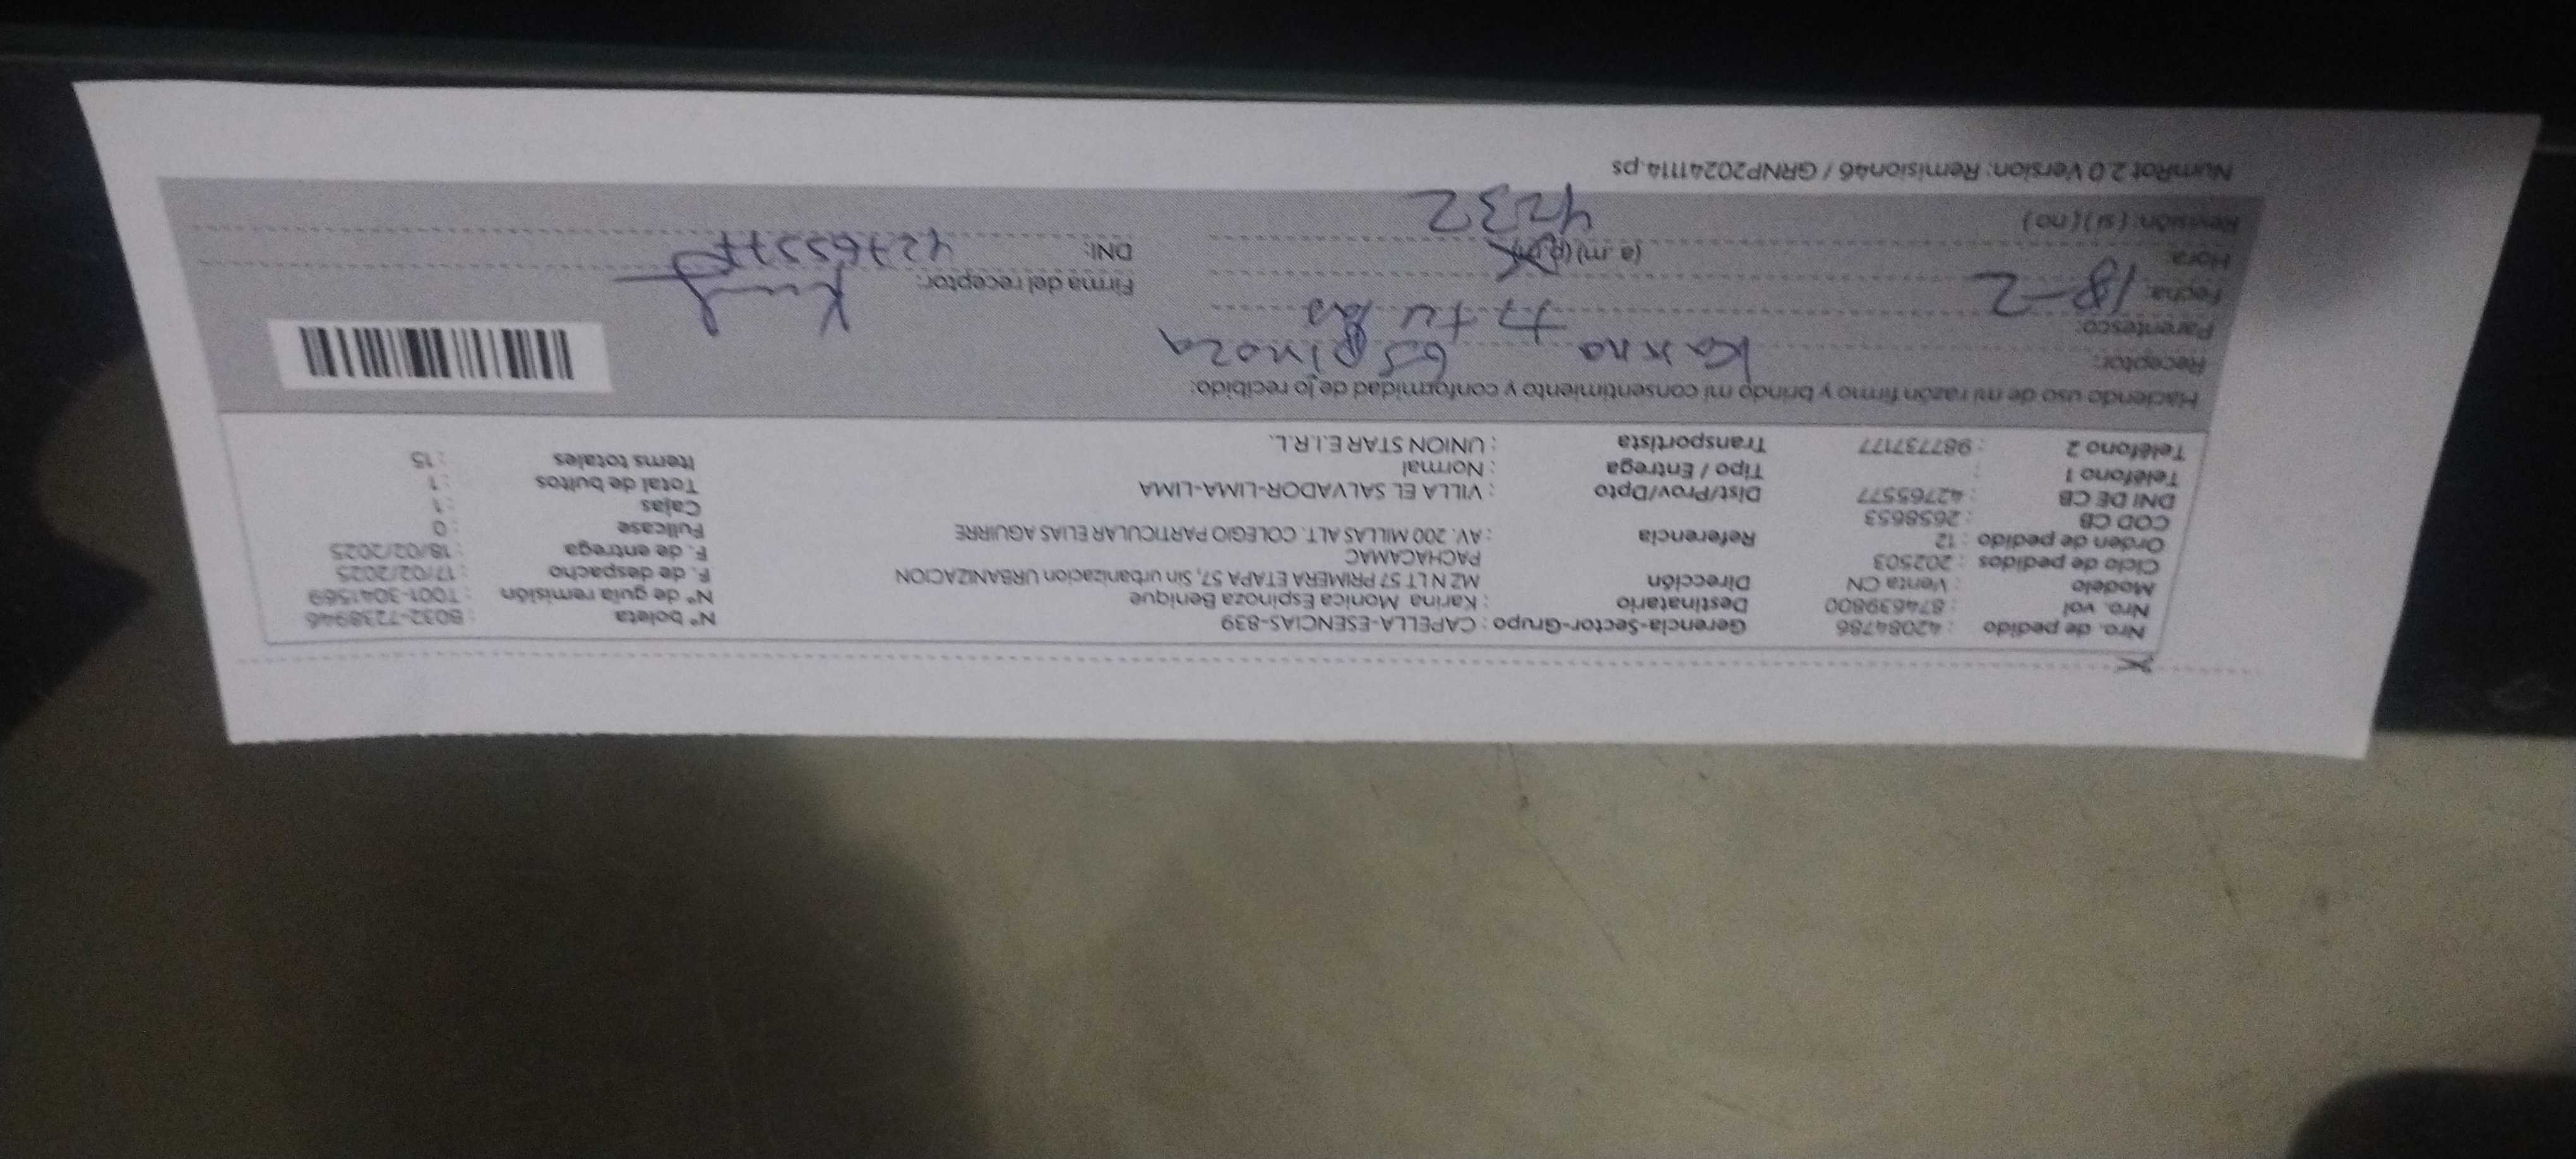 Nro. de pedido : 42084786 Gerencia-Sector-Grupo : CAPELLA-ESENCIAS-839 N° boleta : B032-7238946
Nro. vol : 874639800 Destinatario : Karina Monica Espinoza Benique N° de guía remisión : T001-3041569
Modelo : Venta CN Dirección MZ N LT 57 PRIMERA ETAPA 57, Sin urbanizacion URBANIZACION F. de despacho : 17/02/2025
Ciclo de pedidos : 202503 PACHACAMAC F. de entrega : 18/02/2025
Orden de pedido : 12 Referencia : AV. 200 MILLAS ALT. COLEGIO PARTICULAR ELIAS AGUIRRE Fullcase : 0
COD CB : 2658653 Cajas : 1
DNI DE CB : 42765577 Dist/Prov/Dpto : VILLA EL SALVADOR-LIMA-LIMA Total de bultos : 1
Teléfono 1 : Tipo / Entrega : Normal Items totales : 15
Teléfono 2 : 987737177 Transportista : UNION STAR E.I.R.L.
Haciendo uso de mi razón firmo y brindo mi consentimiento y conformidad de lo recibido:
Receptor: Karina Espinoza
Parentesco:
Fecha: 18-2 Firma del receptor:
Hora: (a.m) (p.m) DNI: 42765577
Revisión: (si) (no) 4232
NumRot 2.0 Version: Remision46 / GRNP20241114.ps